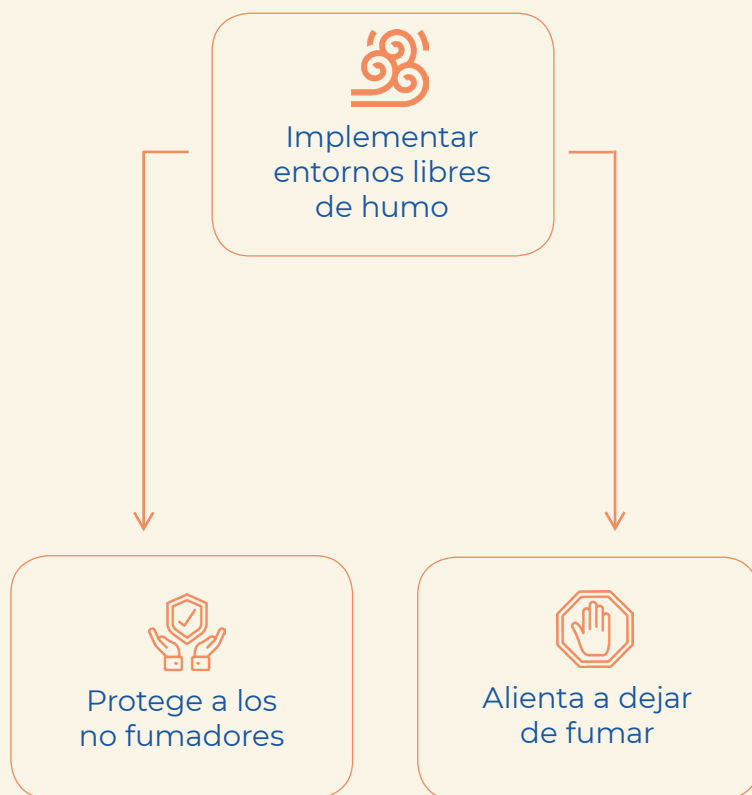 Implementar
entornos libres
de humo
Protege a los
no fumadores
Alienta a dejar
de fumar